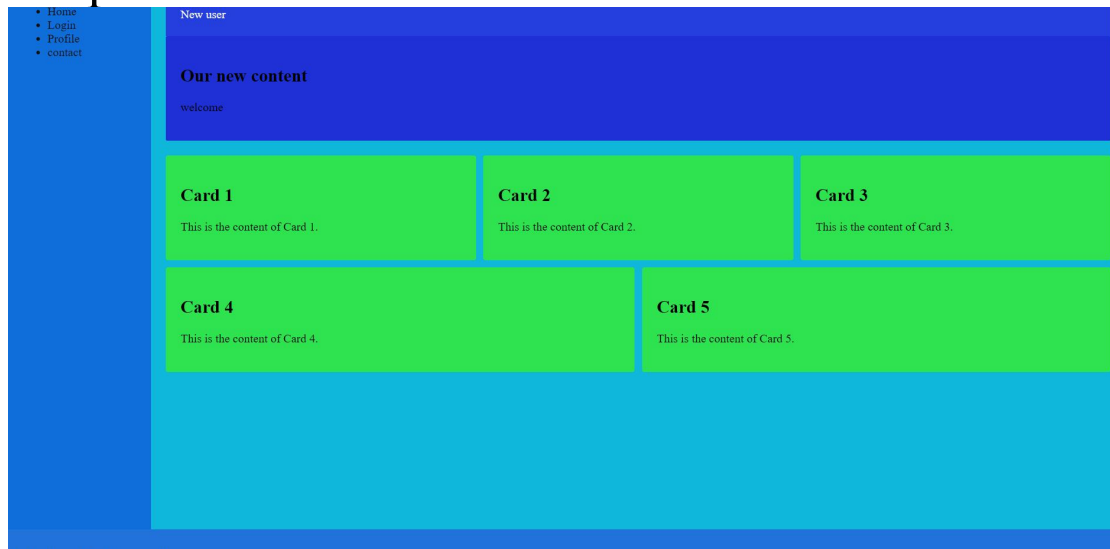 Home
Login
Profile
contact
New user
Our new content
welcome
Card 1
This is the content of Card 1.
Card 2
This is the content of Card 2.
Card 3
This is the content of Card 3.
Card 4
This is the content of Card 4.
Card 5
This is the content of Card 5.